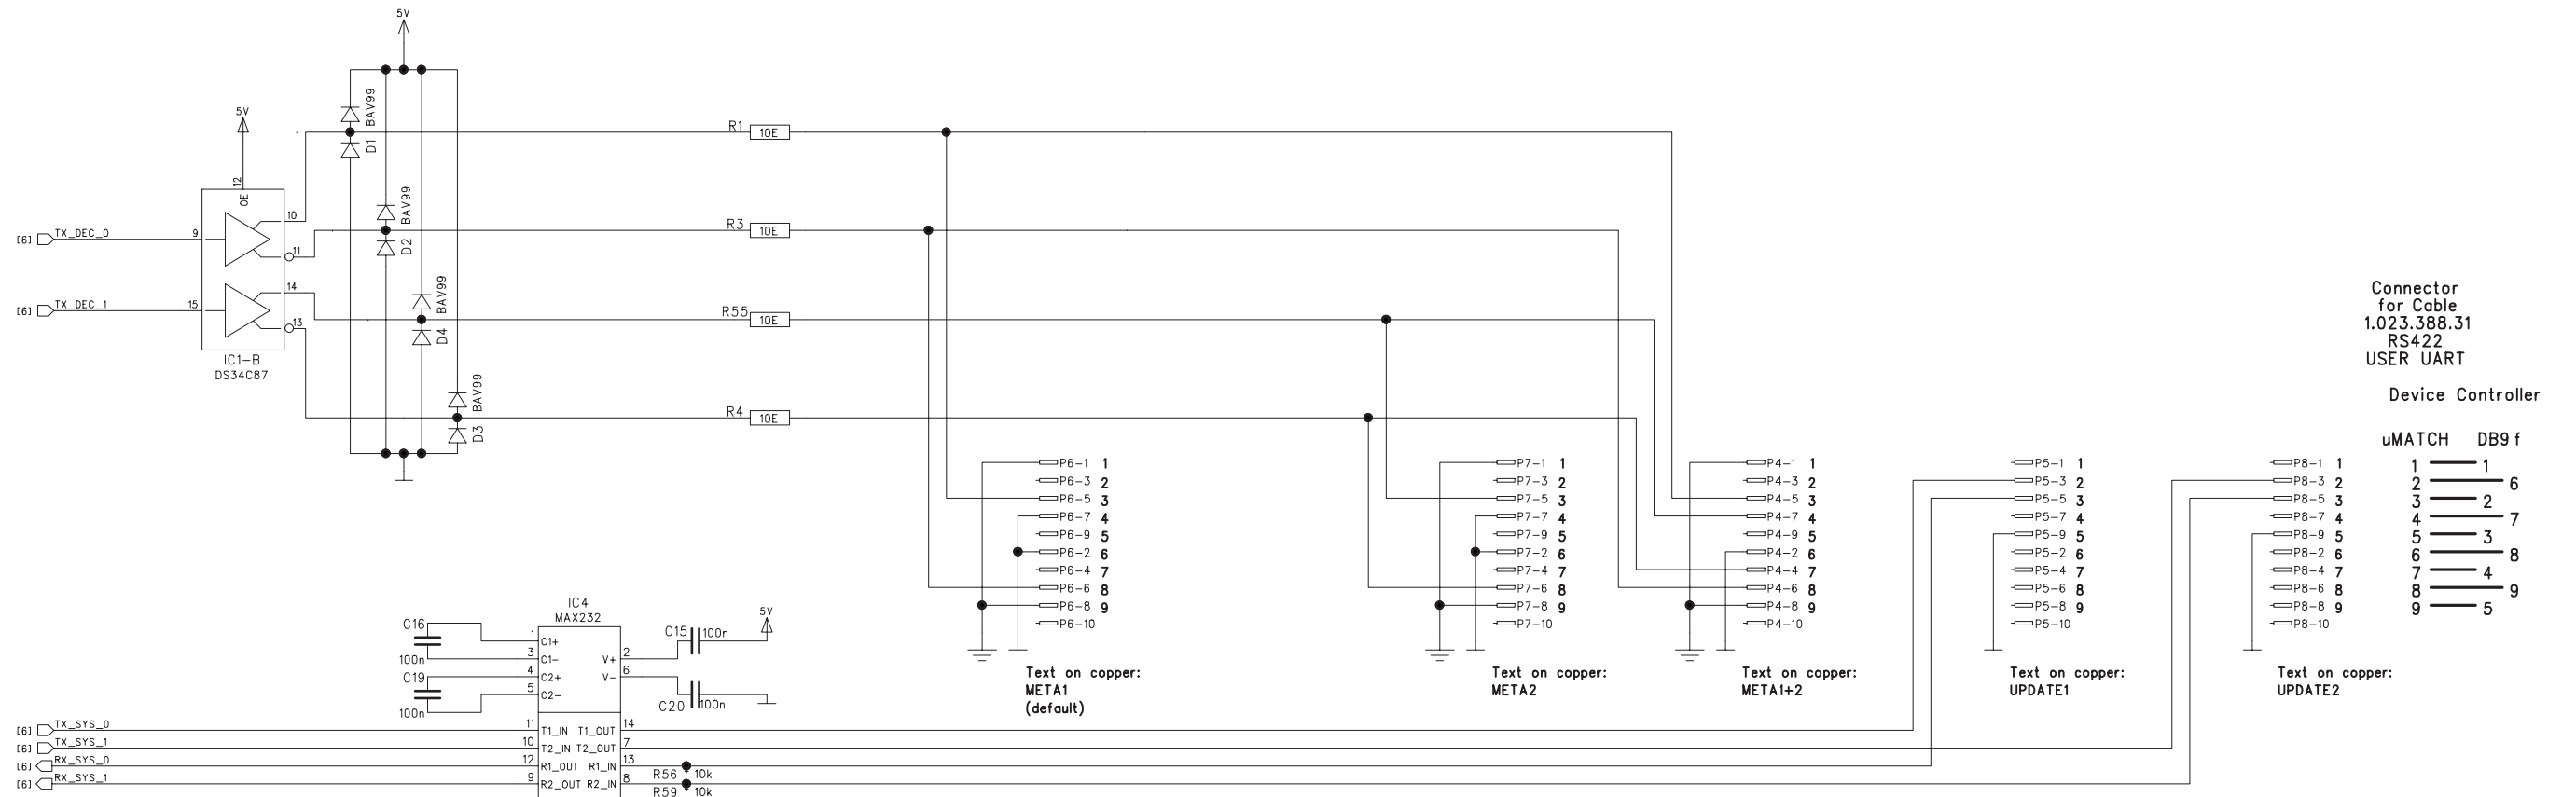 5V
5V
BAV99
D1
BAV99
D2
BAV99
D4
BAV99
D3
R1
10E
R3
10E
R55
10E
R4
10E
12
OE
[6] TX_DEC_0
9
10
11
[6] TX_DEC_1
15
14
13
IC1-B
DS34C87
Connector
for Cable
1.023.388.31
RS422
USER UART
Device Controller
uMATCH DB9 f
1 1
2 6
3 2
4 7
5 3
6 8
7 4
8 9
9 5
P6-1 1
P6-3 2
P6-5 3
P6-7 4
P6-9 5
P6-2 6
P6-4 7
P6-6 8
P6-8 9
P6-10
Text on copper:
META1
(default)
P7-1 1
P7-3 2
P7-5 3
P7-7 4
P7-9 5
P7-2 6
P7-4 7
P7-6 8
P7-8 9
P7-10
Text on copper:
META2
P4-1 1
P4-3 2
P4-5 3
P4-7 4
P4-9 5
P4-2 6
P4-4 7
P4-6 8
P4-8 9
P4-10
Text on copper:
META1+2
P5-1 1
P5-3 2
P5-5 3
P5-7 4
P5-9 5
P5-2 6
P5-4 7
P5-6 8
P5-8 9
P5-10
Text on copper:
UPDATE1
P8-1 1
P8-3 2
P8-5 3
P8-7 4
P8-9 5
P8-2 6
P8-4 7
P8-6 8
P8-8 9
P8-10
Text on copper:
UPDATE2
IC4
MAX232
C16
100n
C19
100n
1 C1+
3 C1-
4 C2+
5 C2-
V+ 2
V- 6
C15 100n
5V
C20 100n
[6] TX_SYS_0
11 T1_IN T1_OUT 14
[6] TX_SYS_1
10 T2_IN T2_OUT 7
[6] RX_SYS_0
12 R1_OUT R1_IN 13
[6] RX_SYS_1
9 R2_OUT R2_IN 8
R56 10k
R59 10k